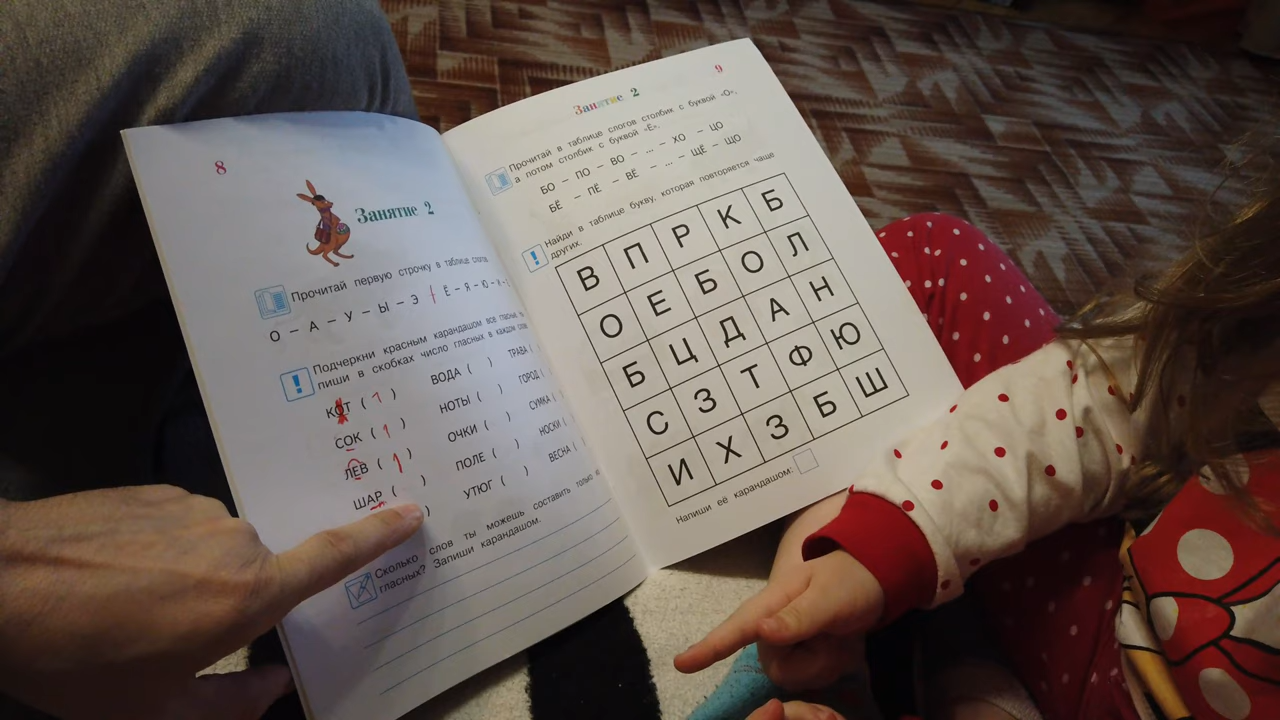 8
Занятие 2
Прочитай первую строчку в таблице слогов
О – А – У – Ы – Э Ё – Я – Ю – И –
Подчеркни красным карандашом все гласные
пиши в скобках число гласных в каждом
КОТ ( 1 ) ВОДА ( ) ТРАВА (
СОК ( 1 ) НОТЫ ( ) ГОРОД (
ЛЕВ ( 1 ) ОЧКИ ( ) СУМКА (
ШАР ( ) ПОЛЕ ( ) НОСКИ (
) УТЮГ ( ) ВЕСНА (
Сколько слов ты можешь составить только
гласных? Запиши карандашом.
9
Занятие 2
Прочитай в таблице слогов столбик с буквой «О»,
а потом столбик с буквой «Ё».
БО – ПО – ВО – ... – ХО – ЦО
БЁ – ПЁ – ВЁ – ... – ЩЁ – ЩО
Найди в таблице букву, которая повторяется чаще
других.
В П Р К Б
О Е Б О Л
Б Ц Д А Н
С З Т Ф Ю
И Х З Б Ш
Напиши её карандашом: